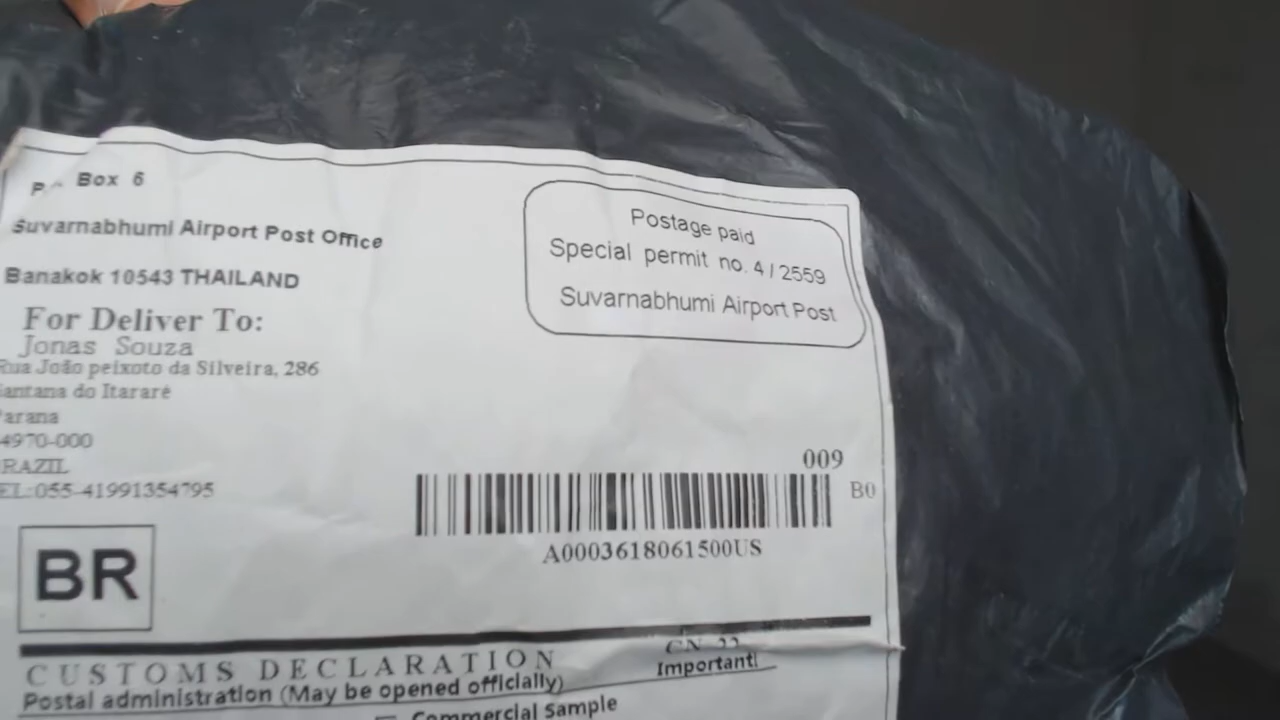 Box 6
Suvarnabhumi Airport Post Office
Banakok 10543 THAILAND
Postage paid
Special permit no. 4/2559
Suvarnabhumi Airport Post
For Deliver To:
Jonas Souza
Rua João peixoto da Silveira, 286
antana do Itararé
arana
4970-000
RAZIL
EL:055-41991354795
009
B0
A0003618061500US
BR
CUSTOMS DECLARATION
CN 22
Postal administration (May be opened officially)
Important!
Commercial Sample